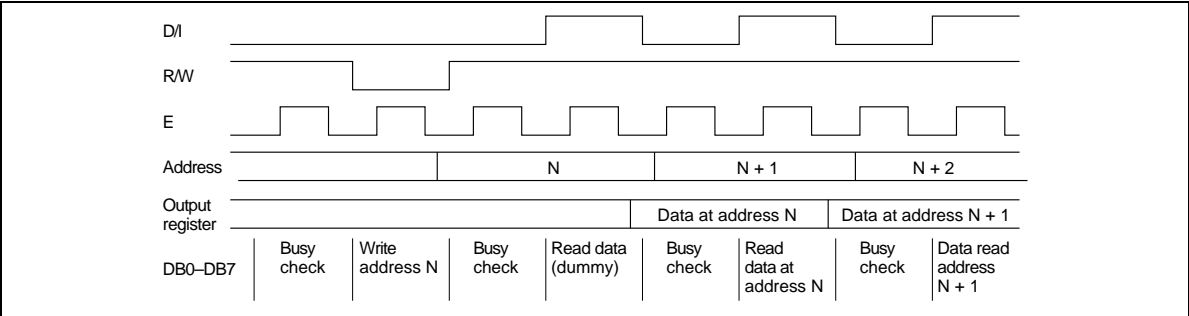 D/I
R/W
E
Address N N + 1 N + 2
Output
register
Data at address N Data at address N + 1
DB0–DB7
Busy
check
Write
address N
Busy
check
Read data
(dummy)
Busy
check
Read
data at
address N
Busy
check
Data read
address
N + 1